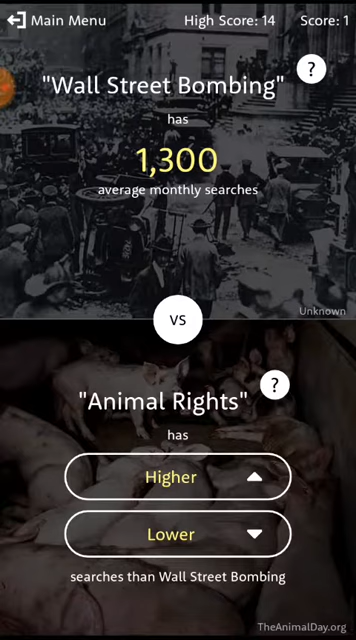 Main Menu
High Score: 14
Score: 1
"Wall Street Bombing"
?
has
1,300
average monthly searches
Unknown
VS
"Animal Rights"
?
has
Higher
Lower
searches than Wall Street Bombing
TheAnimalDay.org